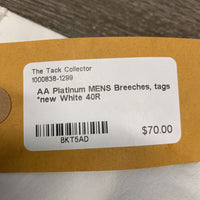 The Tack Collector
1000838-1299
AA Platinum MENS Breeches, tags
*new White 40R
BKT5AD
$70.00